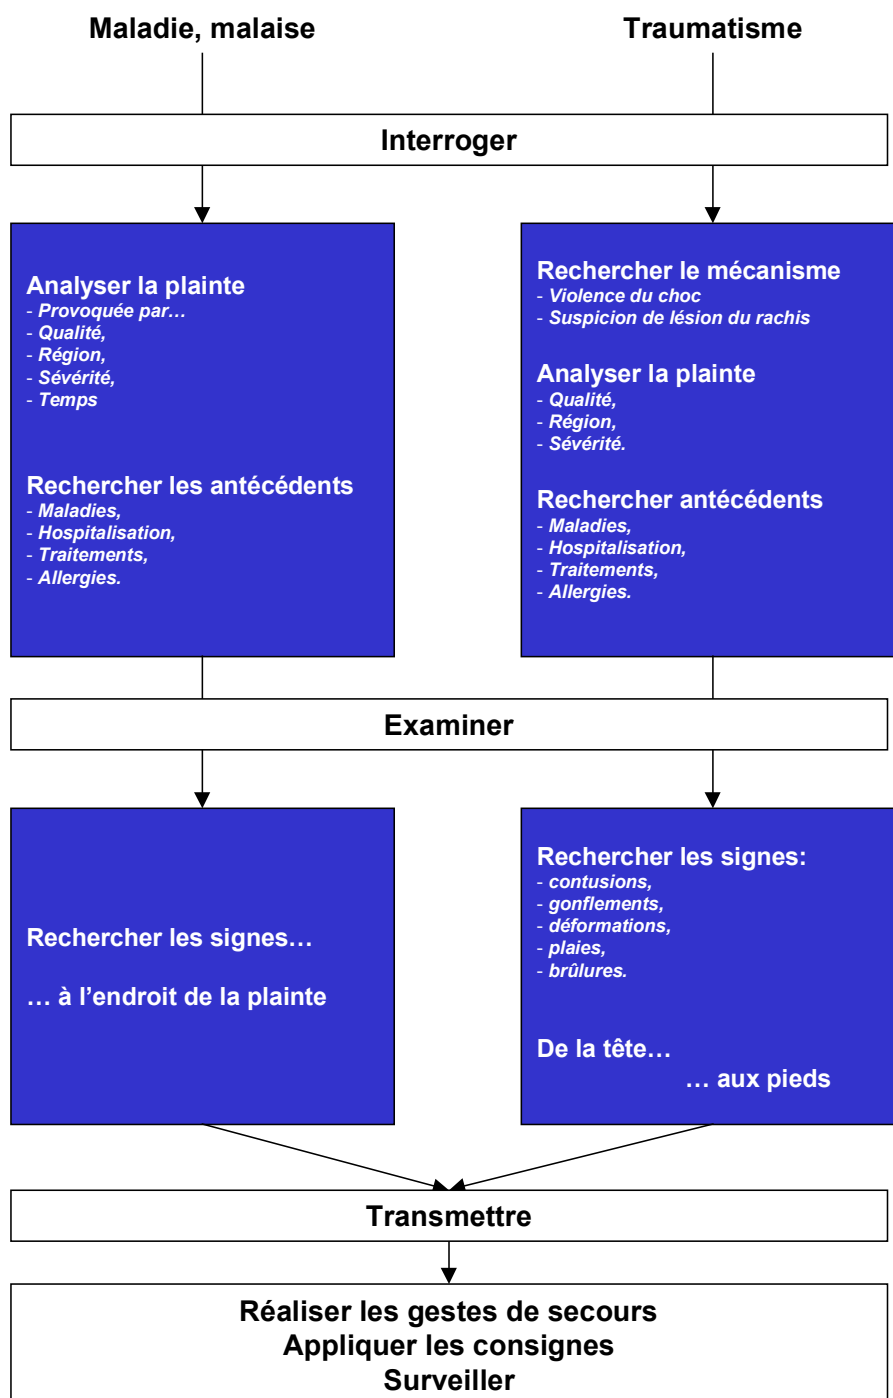 Maladie, malaise
Traumatisme
Interroger
Analyser la plainte
- Provoquée par…
- Qualité,
- Région,
- Sévérité,
- Temps
Rechercher les antécédents
- Maladies,
- Hospitalisation,
- Traitements,
- Allergies.
Rechercher le mécanisme
- Violence du choc
- Suspicion de lésion du rachis
Analyser la plainte
- Qualité,
- Région,
- Sévérité.
Rechercher antécédents
- Maladies,
- Hospitalisation,
- Traitements,
- Allergies.
Examiner
Rechercher les signes…
… à l’endroit de la plainte
Rechercher les signes:
- contusions,
- gonflements,
- déformations,
- plaies,
- brûlures.
De la tête…
… aux pieds
Transmettre
Réaliser les gestes de secours
Appliquer les consignes
Surveiller